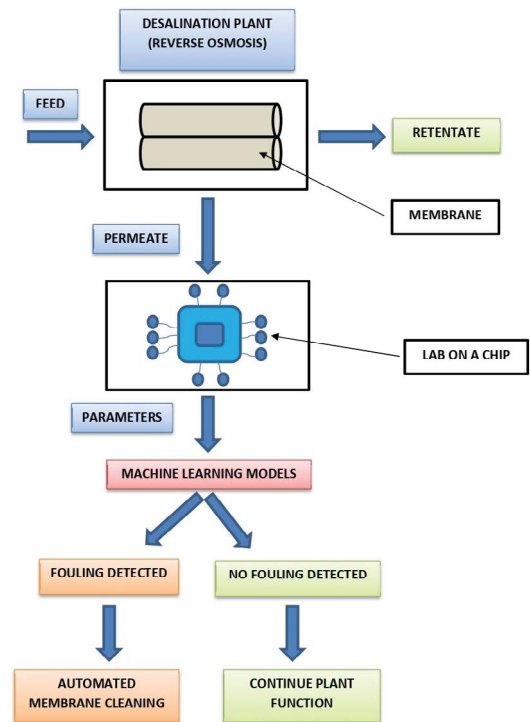 DESALINATION PLANT
(REVERSE OSMOSIS)
FEED
RETENTATE
MEMBRANE
PERMEATE
LAB ON A CHIP
PARAMETERS
MACHINE LEARNING MODELS
FOULING DETECTED
NO FOULING DETECTED
AUTOMATED
MEMBRANE CLEANING
CONTINUE PLANT
FUNCTION